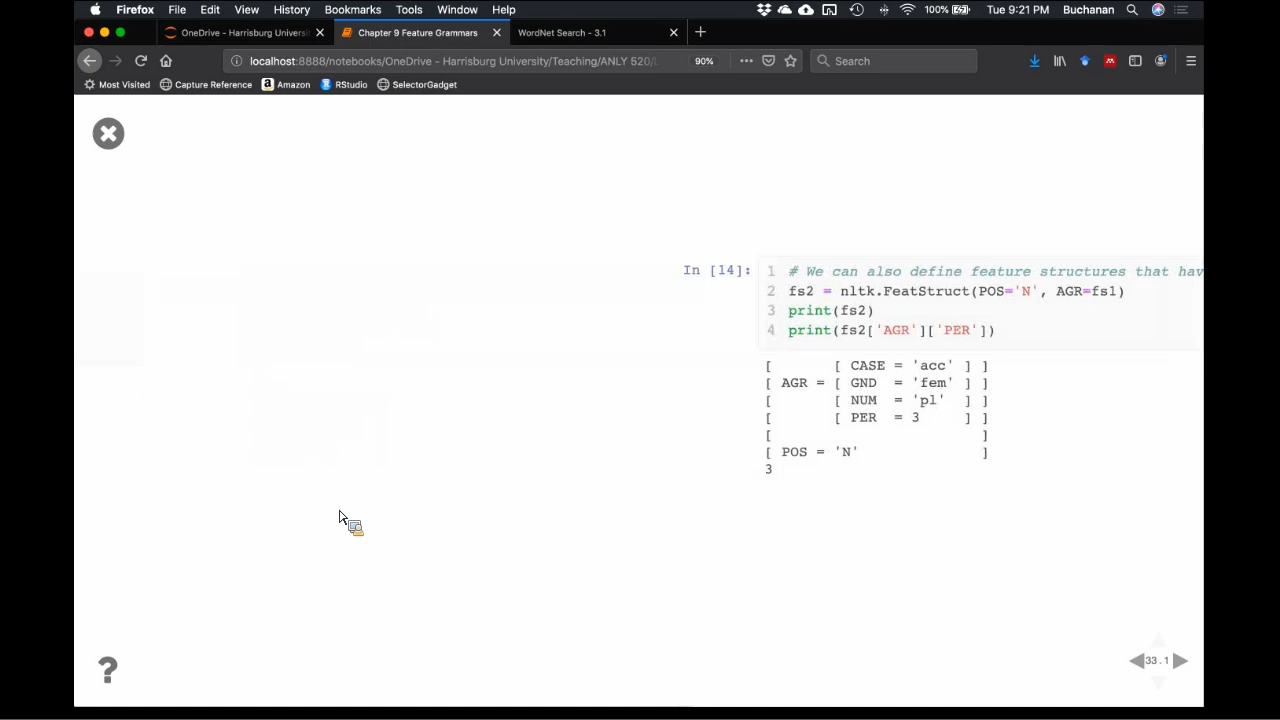 Firefox File Edit View History Bookmarks Tools Window Help 100% Tue 9:21 PM Buchanan
OneDrive - Harrisburg Universi Chapter 9 Feature Grammars WordNet Search - 3.1
localhost:8888/notebooks/OneDrive - Harrisburg University/Teaching/ANLY 520/L 90% Search
Most Visited Capture Reference Amazon RStudio SelectorGadget
In [14]: 1 # We can also define feature structures that hav
2 fs2 = nltk.FeatStruct(POS='N', AGR=fs1)
3 print(fs2)
4 print(fs2['AGR']['PER'])
[ [ CASE = 'acc' ] ]
[ AGR = [ GND = 'fem' ] ]
[ [ NUM = 'pl' ] ]
[ [ PER = 3 ] ]
[ ]
[ POS = 'N' ]
3
?
33.1